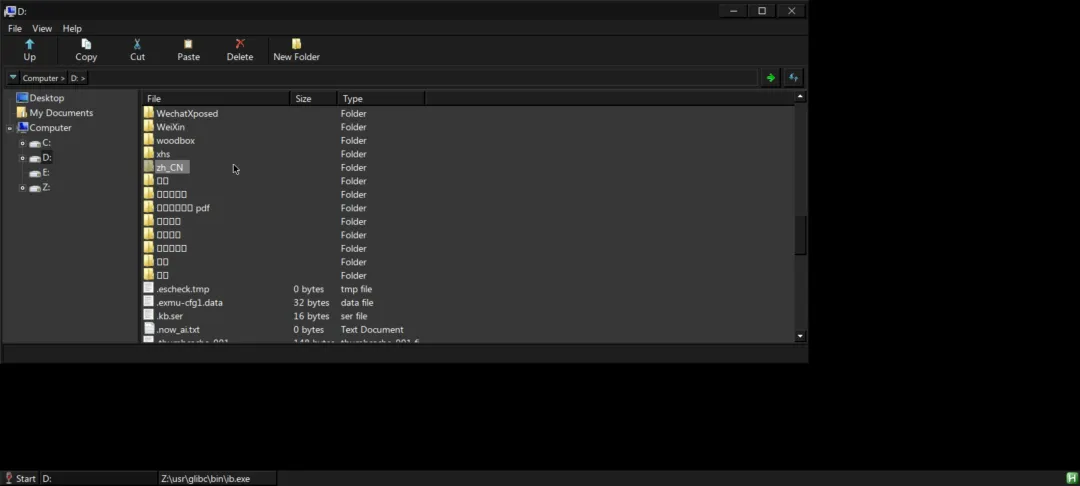 D:
File View Help
Up Copy Cut Paste Delete New Folder
Computer > D: >
Desktop
My Documents
Computer
C:
D:
E:
Z:
File Size Type
WechatXposed Folder
WeiXin Folder
woodbox Folder
xhs Folder
zh_CN Folder
Folder
Folder
pdf Folder
Folder
Folder
Folder
Folder
Folder
.escheck.tmp 0 bytes tmp file
.exmu-cfg1.data 32 bytes data file
.kb.ser 16 bytes ser file
.now_ai.txt 0 bytes Text Document
Start D: Z:\usr\glibc\bin\ib.exe